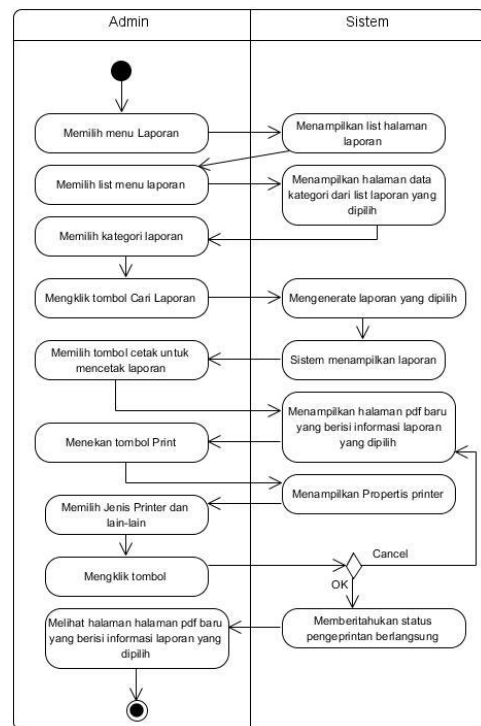 Admin
Sistem
Memilih menu Laporan
Menampilkan list halaman
laporan
Memilih list menu laporan
Menampilkan halaman data
kategori dari list laporan yang
dipilih
Memilih kategori laporan
Mengklik tombol Cari Laporan
Mengenerate laporan yang dipilih
Memilih tombol cetak untuk
mencetak laporan
Sistem menampilkan laporan
Menampilkan halaman pdf baru
yang berisi informasi laporan
yang dipilih
Menekan tombol Print
Menampilkan Propertis printer
Memilih Jenis Printer dan
lain-lain
Mengklik tombol
Cancel
OK
Melihat halaman halaman pdf baru
yang berisi informasi laporan yang
dipilih
Memberitahukan status
pengeprintan berlangsung